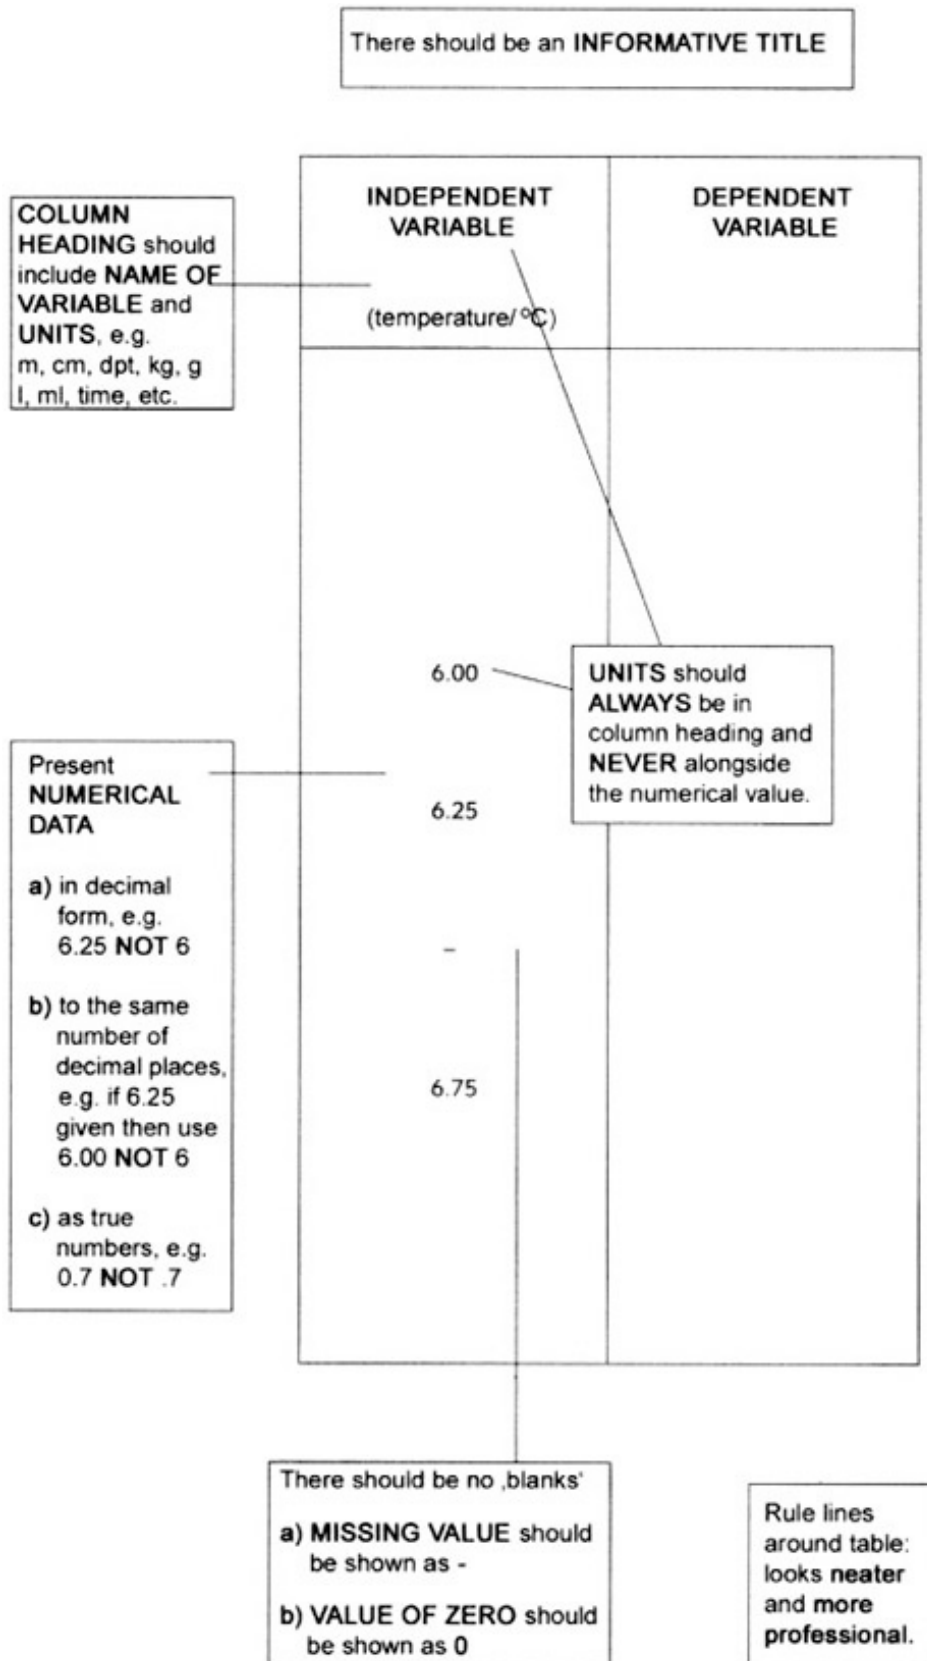 There should be an INFORMATIVE TITLE
INDEPENDENT
VARIABLE
(temperature/ °C)
DEPENDENT
VARIABLE
COLUMN
HEADING should
include NAME OF
VARIABLE and
UNITS, e.g.
m, cm, dpt, kg, g
l, ml, time, etc.
6.00
6.25
–
6.75
UNITS should
ALWAYS be in
column heading and
NEVER alongside
the numerical value.
Present
NUMERICAL
DATA
a) in decimal
form, e.g.
6.25 NOT 6
b) to the same
number of
decimal places,
e.g. if 6.25
given then use
6.00 NOT 6
c) as true
numbers, e.g.
0.7 NOT .7
There should be no ‚blanks‘
a) MISSING VALUE should
be shown as -
b) VALUE OF ZERO should
be shown as 0
Rule lines
around table:
looks neater
and more
professional.